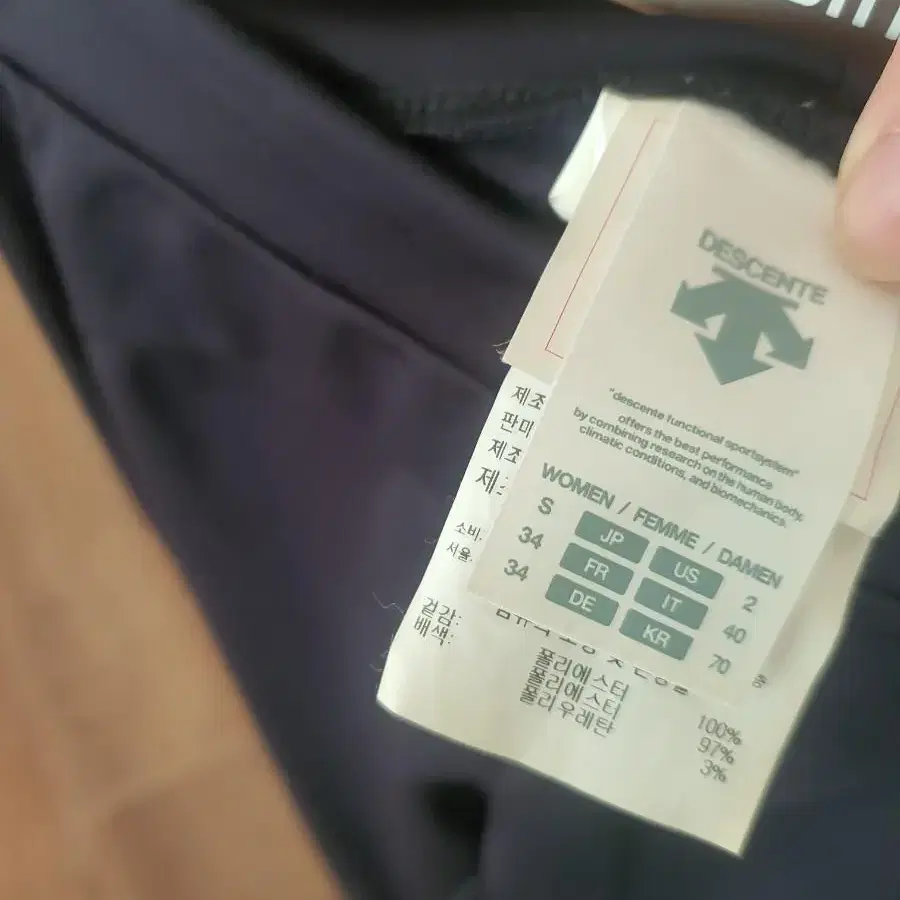 DESCENTE
"descente functional sportsystem"
offers the best performance
by combining research on the human body,
climatic conditions, and biomechanics.
WOMEN / FEMME / DAMEN
S JP US 2
34 FR IT 40
34 DE KR 70
제조
판매
제조
제조
소비
서울
겉감: 폴리에스터 100%
배색: 폴리에스터 97%
폴리우레탄 3%